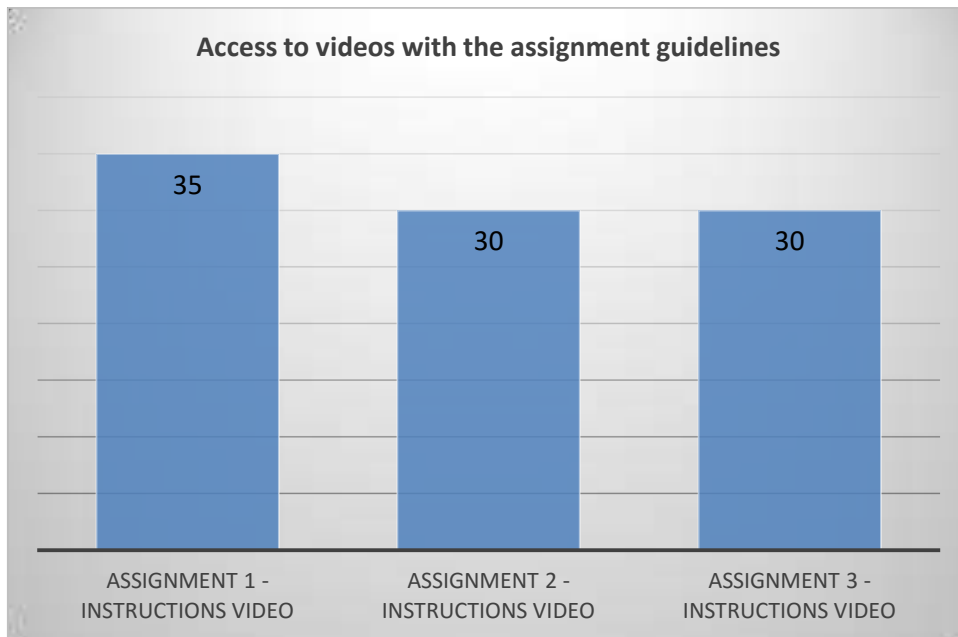 Access to videos with the assignment guidelines
35
30
30
ASSIGNMENT 1 -
INSTRUCTIONS VIDEO
ASSIGNMENT 2 -
INSTRUCTIONS VIDEO
ASSIGNMENT 3 -
INSTRUCTIONS VIDEO